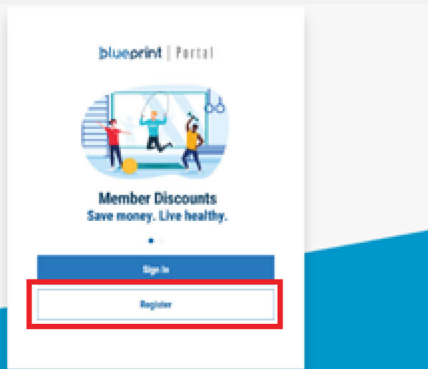 blueprint | Portal
Member Discounts
Save money. Live healthy.
Sign In
Register